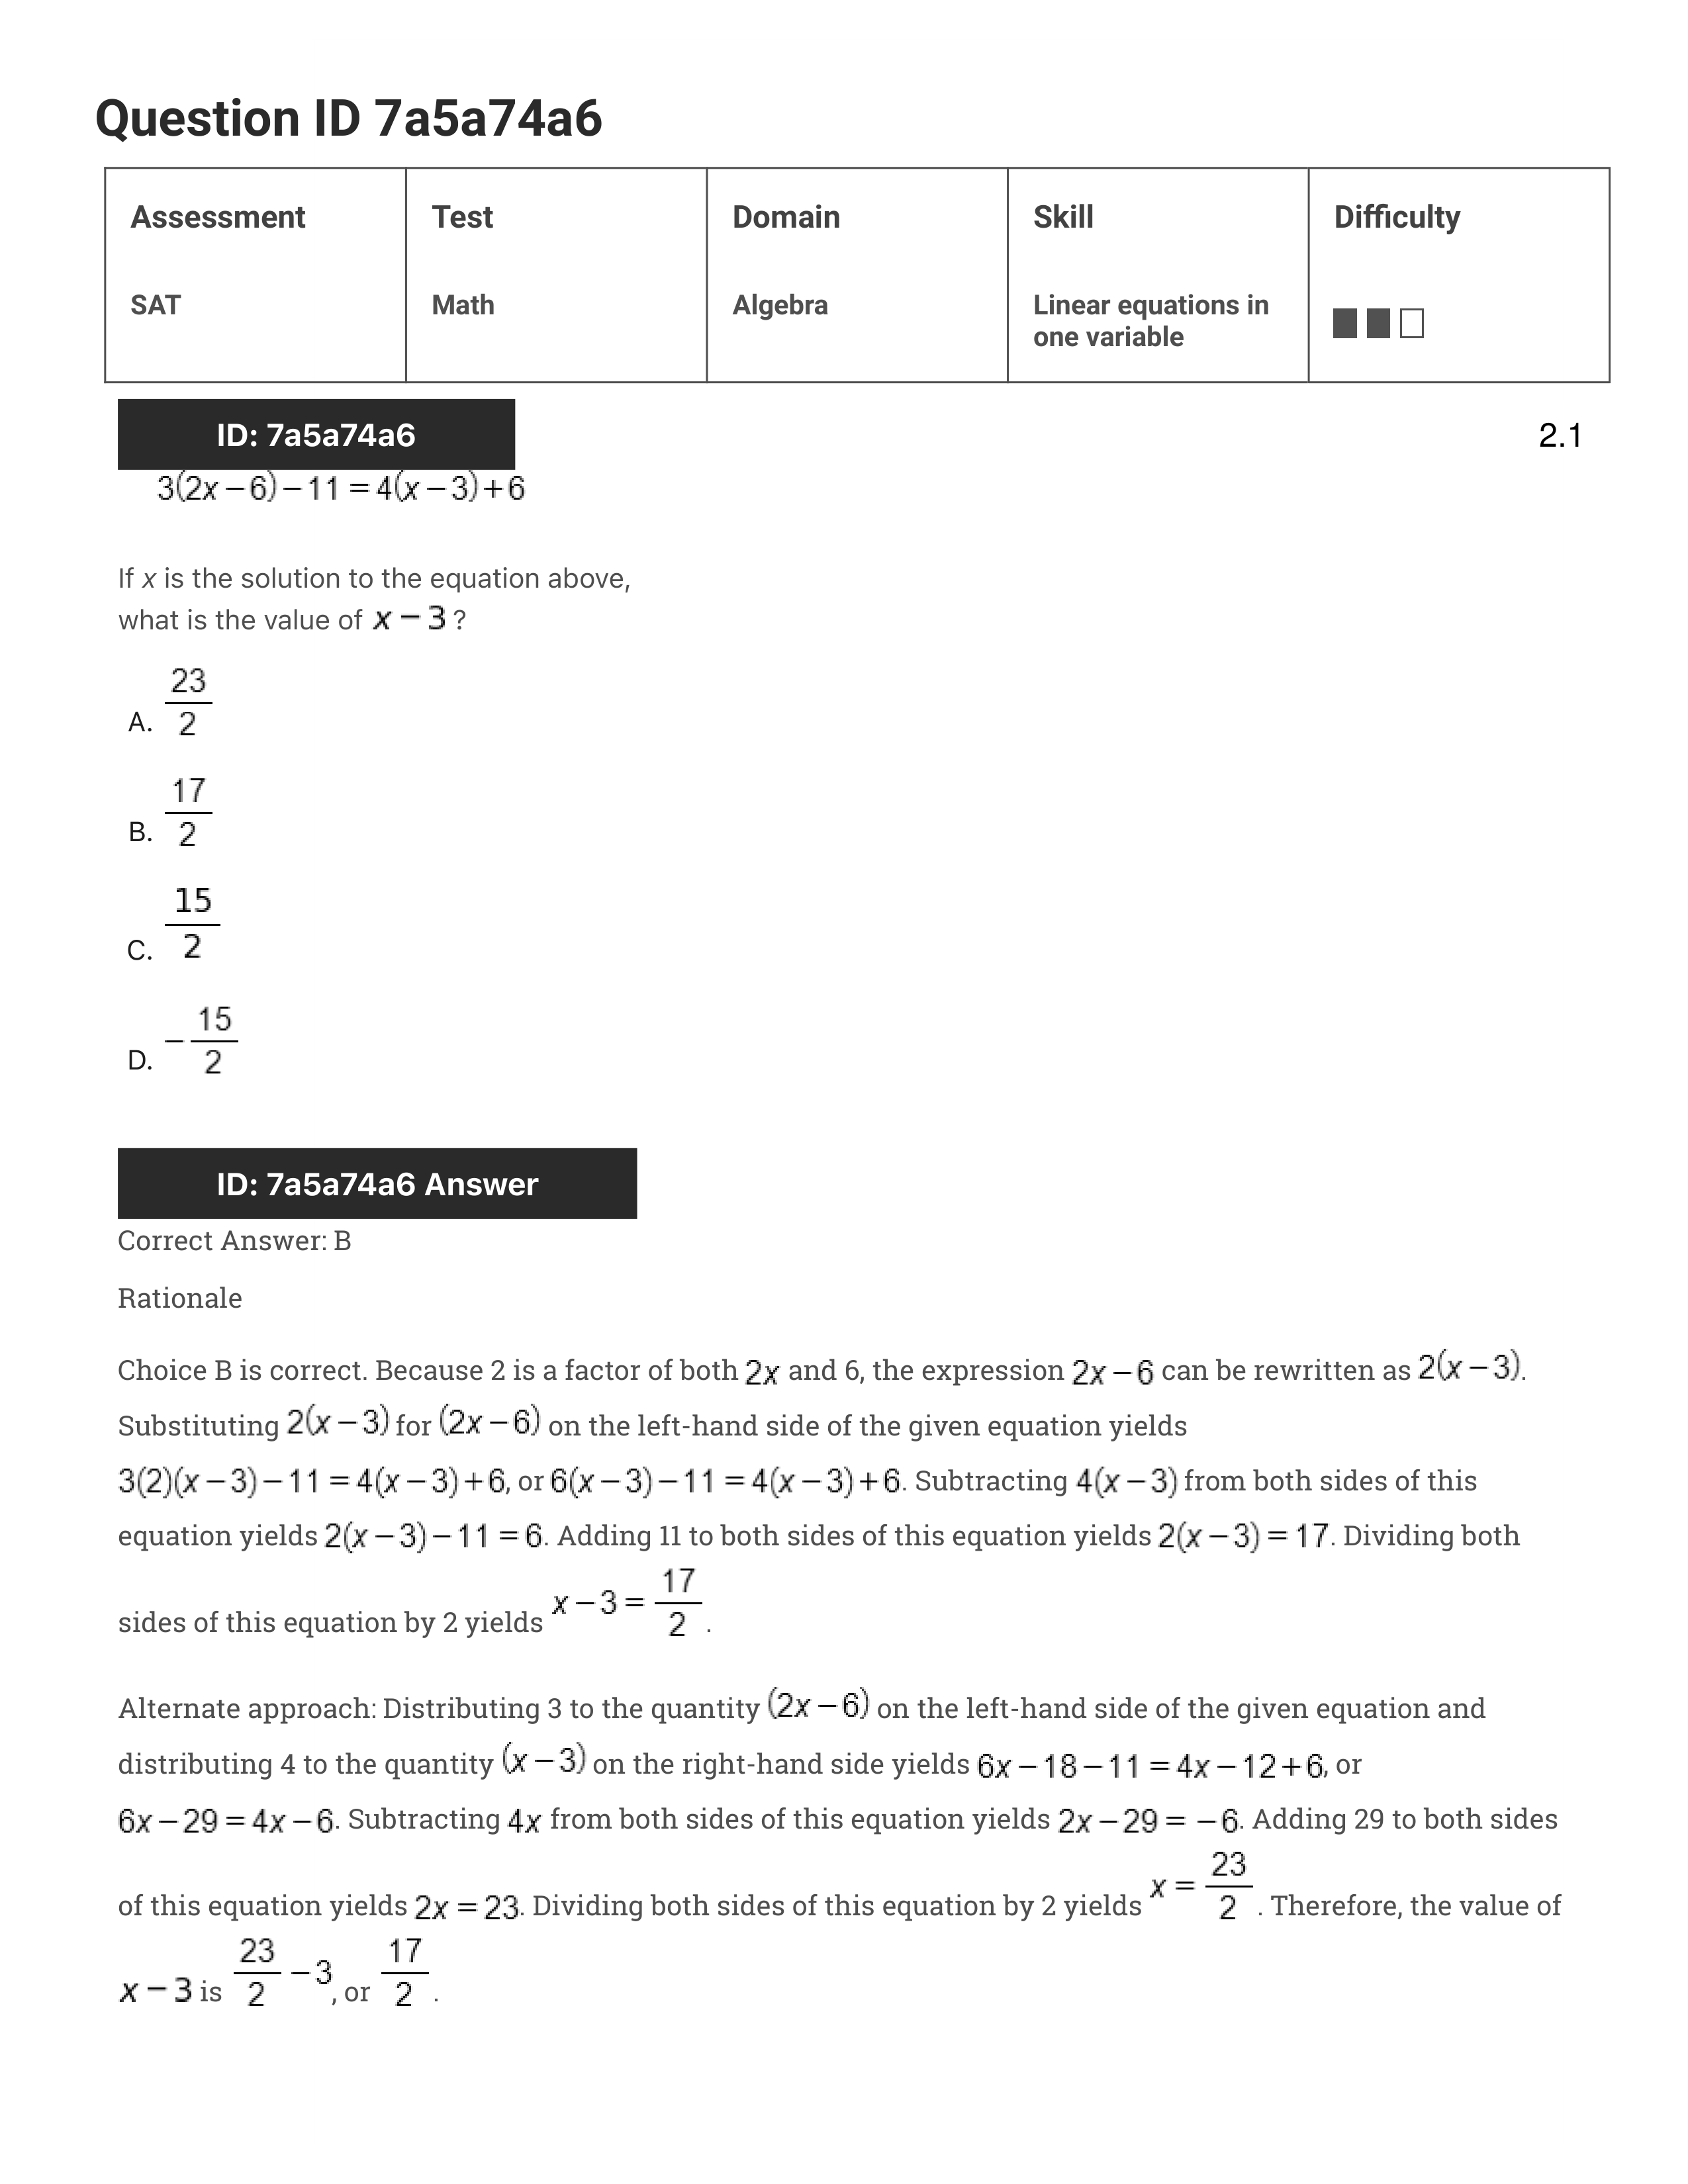 Question ID 7a5a74a6
Assessment Test Domain Skill Difficulty
SAT Math Algebra Linear equations in
one variable
ID: 7a5a74a6 2.1
3(2x − 6) − 11 = 4(x − 3) + 6
If x is the solution to the equation above,
what is the value of x − 3 ?
A. 23/2
B. 17/2
C. 15/2
D. −15/2
ID: 7a5a74a6 Answer
Correct Answer: B
Rationale
Choice B is correct. Because 2 is a factor of both 2x and 6, the expression 2x − 6 can be rewritten as 2(x − 3).
Substituting 2(x − 3) for (2x − 6) on the left-hand side of the given equation yields
3(2)(x − 3) − 11 = 4(x − 3) + 6, or 6(x − 3) − 11 = 4(x − 3) + 6. Subtracting 4(x − 3) from both sides of this
equation yields 2(x − 3) − 11 = 6. Adding 11 to both sides of this equation yields 2(x − 3) = 17. Dividing both
sides of this equation by 2 yields x − 3 = 17/2.
Alternate approach: Distributing 3 to the quantity (2x − 6) on the left-hand side of the given equation and
distributing 4 to the quantity (x − 3) on the right-hand side yields 6x − 18 − 11 = 4x − 12 + 6, or
6x − 29 = 4x − 6. Subtracting 4x from both sides of this equation yields 2x − 29 = −6. Adding 29 to both sides
of this equation yields 2x = 23. Dividing both sides of this equation by 2 yields x = 23/2. Therefore, the value of
x − 3 is 23/2 − 3, or 17/2.